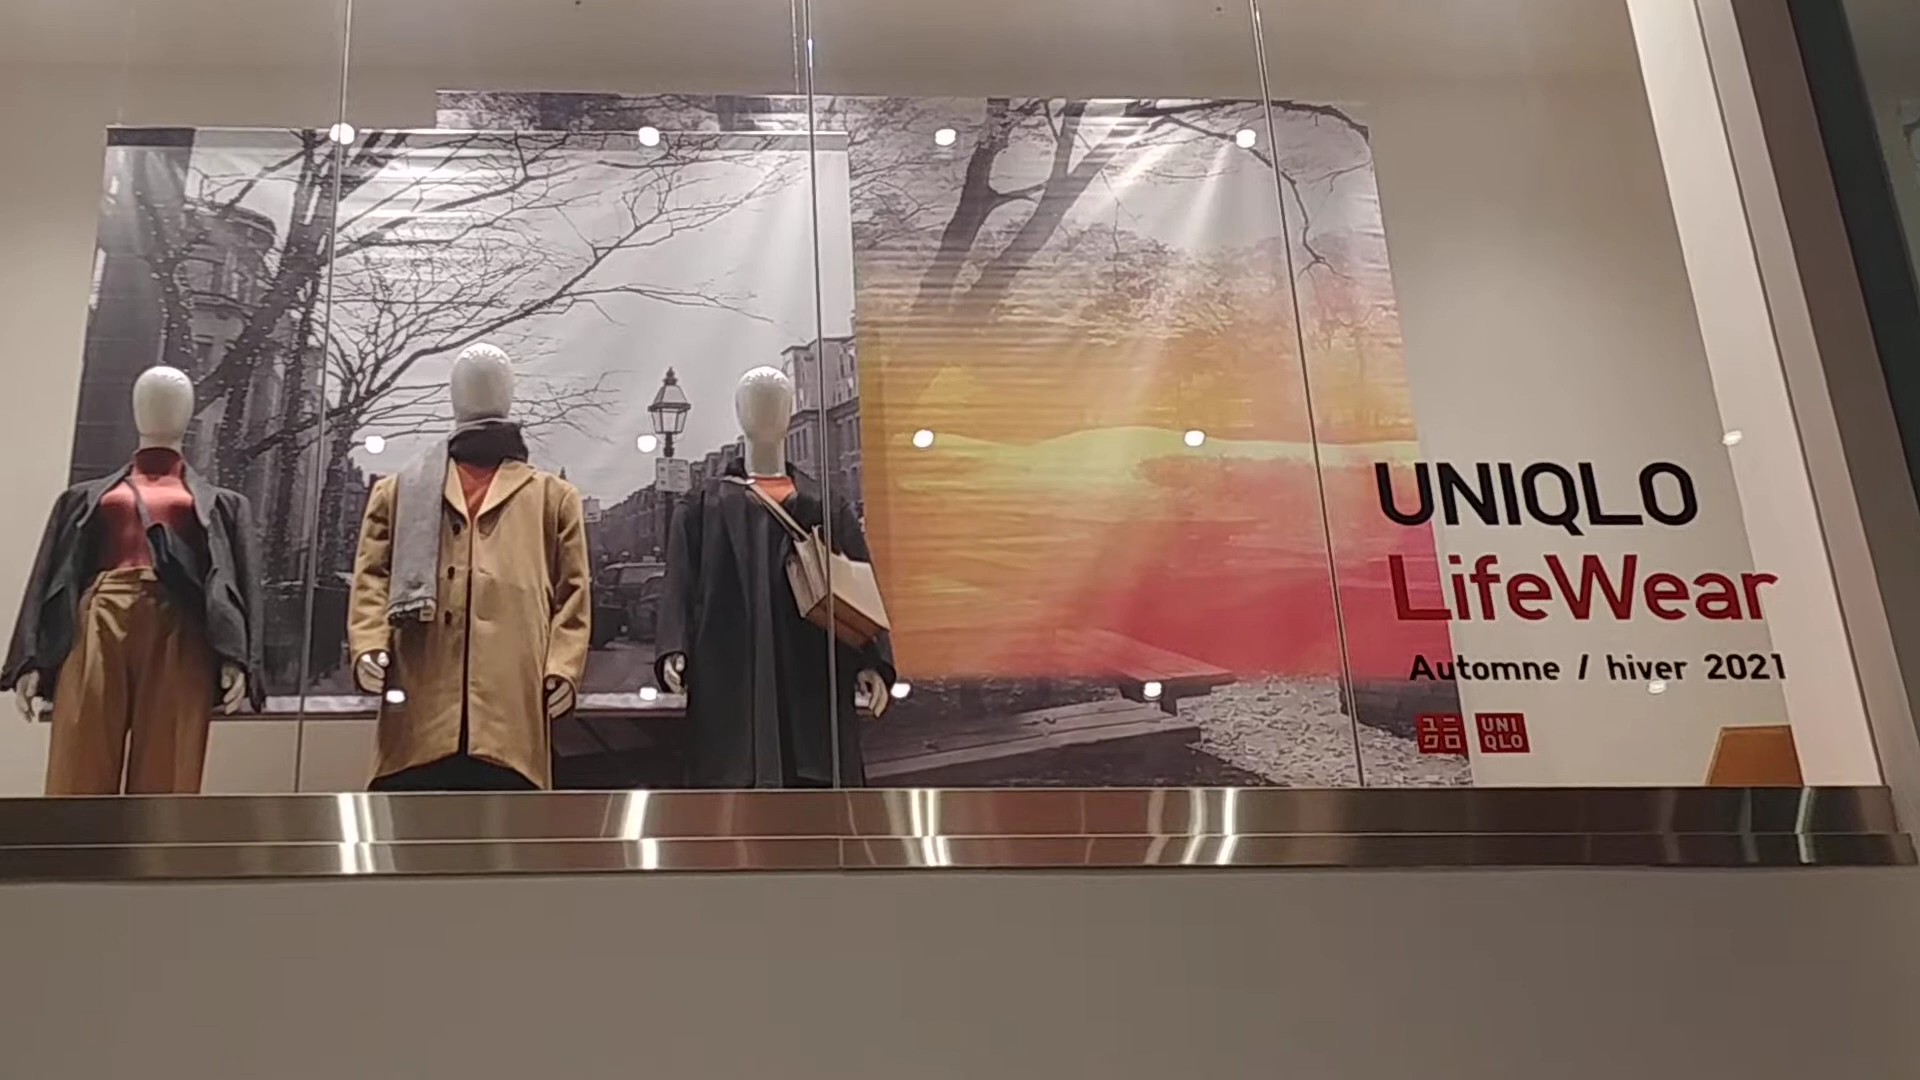 UNIQLO
LifeWear
Automne / hiver 2021
ユニ
クロ
UNI
QLO